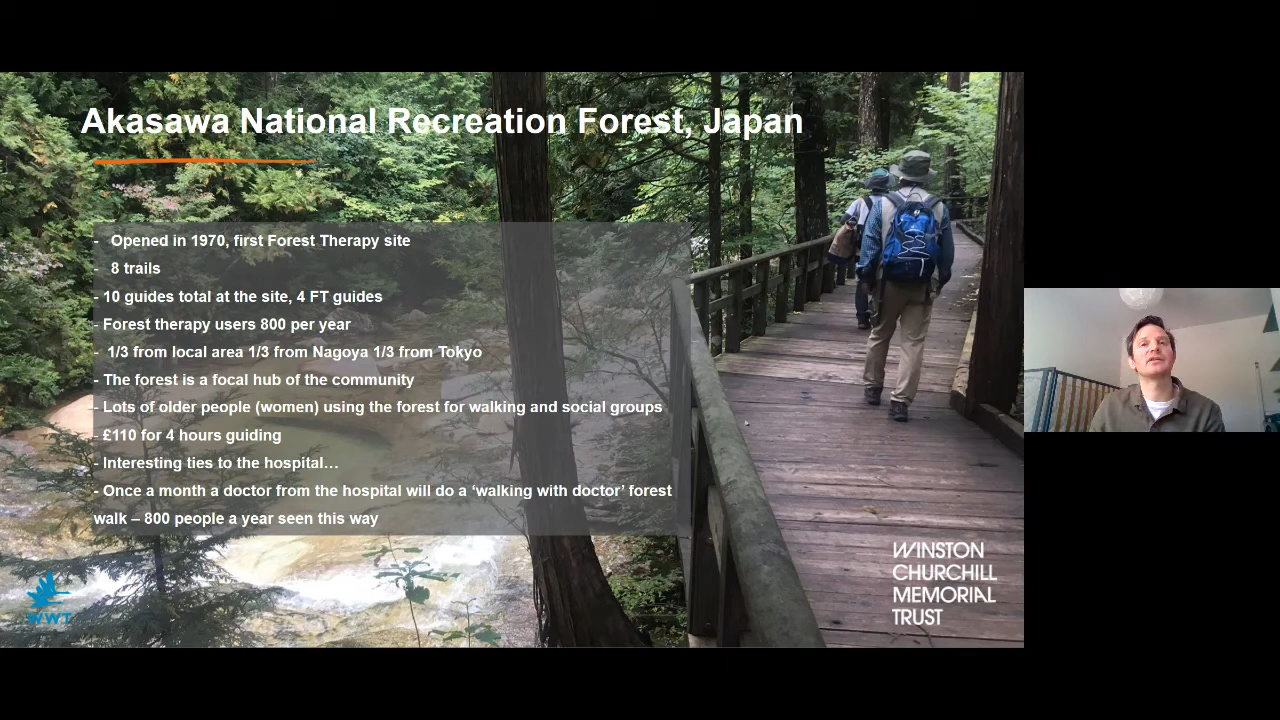 Akasawa National Recreation Forest, Japan
- Opened in 1970, first Forest Therapy site
- 8 trails
- 10 guides total at the site, 4 FT guides
- Forest therapy users 800 per year
- 1/3 from local area 1/3 from Nagoya 1/3 from Tokyo
- The forest is a focal hub of the community
- Lots of older people (women) using the forest for walking and social groups
- £110 for 4 hours guiding
- Interesting ties to the hospital…
- Once a month a doctor from the hospital will do a ‘walking with doctor’ forest
walk – 800 people a year seen this way
WWT
WINSTON
CHURCHILL
MEMORIAL
TRUST